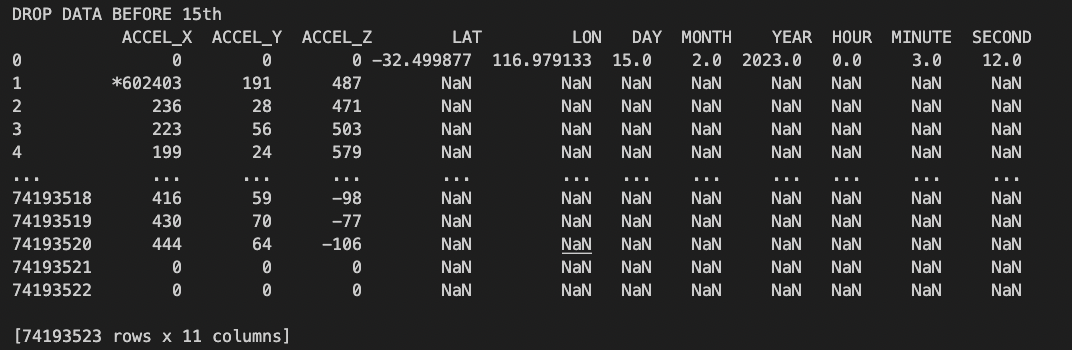 DROP DATA BEFORE 15th
ACCEL_X ACCEL_Y ACCEL_Z LAT LON DAY MONTH YEAR HOUR MINUTE SECOND
0 0 0 0 -32.499877 116.979133 15.0 2.0 2023.0 0.0 3.0 12.0
1 *602403 191 487 NaN NaN NaN NaN NaN NaN NaN NaN
2 236 28 471 NaN NaN NaN NaN NaN NaN NaN NaN
3 223 56 503 NaN NaN NaN NaN NaN NaN NaN NaN
4 199 24 579 NaN NaN NaN NaN NaN NaN NaN NaN
... ... ... ... ... ... ... ... ... ... ... ...
74193518 416 59 -98 NaN NaN NaN NaN NaN NaN NaN NaN
74193519 430 70 -77 NaN NaN NaN NaN NaN NaN NaN NaN
74193520 444 64 -106 NaN NaN NaN NaN NaN NaN NaN NaN
74193521 0 0 0 NaN NaN NaN NaN NaN NaN NaN NaN
74193522 0 0 0 NaN NaN NaN NaN NaN NaN NaN NaN
[74193523 rows x 11 columns]